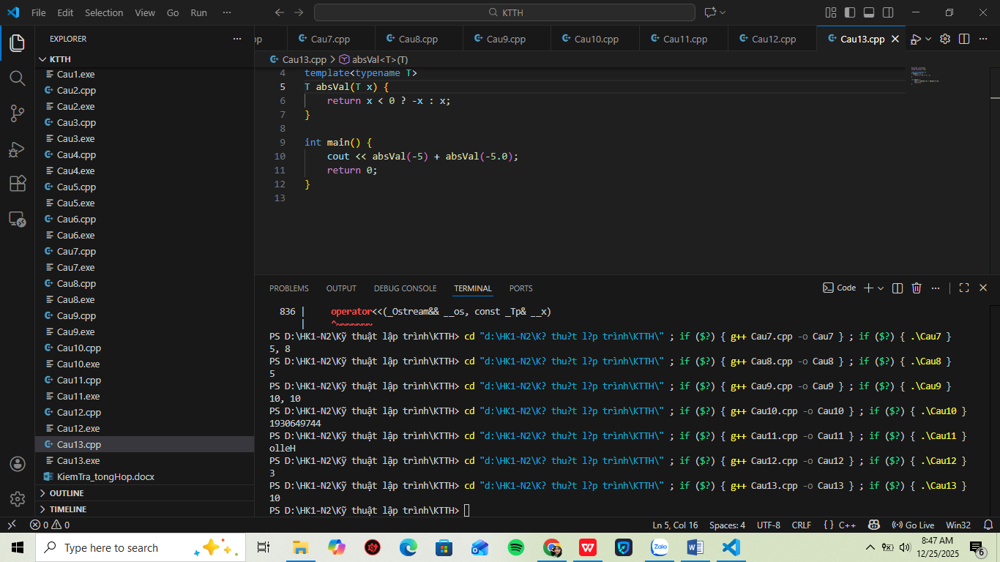 File Edit Selection View Go Run ···
KTTH
EXPLORER ···
KTTH
Cau1.exe
Cau2.cpp
Cau2.exe
Cau3.cpp
Cau3.exe
Cau4.cpp
Cau4.exe
Cau5.cpp
Cau5.exe
Cau6.cpp
Cau6.exe
Cau7.cpp
Cau7.exe
Cau8.cpp
Cau8.exe
Cau9.cpp
Cau9.exe
Cau10.cpp
Cau10.exe
Cau11.cpp
Cau11.exe
Cau12.cpp
Cau12.exe
Cau13.cpp
Cau13.exe
KiemTra_tongHop.docx
OUTLINE
TIMELINE
pp Cau7.cpp Cau8.cpp Cau9.cpp Cau10.cpp Cau11.cpp Cau12.cpp Cau13.cpp
Cau13.cpp > absVal<T>(T)
4 template<typename T>
5 T absVal(T x) {
6 return x < 0 ? -x : x;
7 }
8
9 int main() {
10 cout << absVal(-5) + absVal(-5.0);
11 return 0;
12 }
13
PROBLEMS OUTPUT DEBUG CONSOLE TERMINAL PORTS Code
836 | operator<<(_Ostream&& __os, const _Tp& __x)
| ^~~~~~~~
PS D:\HK1-N2\Kỹ thuật lập trình\KTTH> cd "d:\HK1-N2\K? thu?t l?p trình\KTTH\" ; if ($?) { g++ Cau7.cpp -o Cau7 } ; if ($?) { .\Cau7 }
5, 8
PS D:\HK1-N2\Kỹ thuật lập trình\KTTH> cd "d:\HK1-N2\K? thu?t l?p trình\KTTH\" ; if ($?) { g++ Cau8.cpp -o Cau8 } ; if ($?) { .\Cau8 }
5
PS D:\HK1-N2\Kỹ thuật lập trình\KTTH> cd "d:\HK1-N2\K? thu?t l?p trình\KTTH\" ; if ($?) { g++ Cau9.cpp -o Cau9 } ; if ($?) { .\Cau9 }
10, 10
PS D:\HK1-N2\Kỹ thuật lập trình\KTTH> cd "d:\HK1-N2\K? thu?t l?p trình\KTTH\" ; if ($?) { g++ Cau10.cpp -o Cau10 } ; if ($?) { .\Cau10 }
1930649744
PS D:\HK1-N2\Kỹ thuật lập trình\KTTH> cd "d:\HK1-N2\K? thu?t l?p trình\KTTH\" ; if ($?) { g++ Cau11.cpp -o Cau11 } ; if ($?) { .\Cau11 }
olleH
PS D:\HK1-N2\Kỹ thuật lập trình\KTTH> cd "d:\HK1-N2\K? thu?t l?p trình\KTTH\" ; if ($?) { g++ Cau12.cpp -o Cau12 } ; if ($?) { .\Cau12 }
3
PS D:\HK1-N2\Kỹ thuật lập trình\KTTH> cd "d:\HK1-N2\K? thu?t l?p trình\KTTH\" ; if ($?) { g++ Cau13.cpp -o Cau13 } ; if ($?) { .\Cau13 }
10
PS D:\HK1-N2\Kỹ thuật lập trình\KTTH>
0 0 Ln 5, Col 16 Spaces: 4 UTF-8 CRLF { } C++ Go Live Win32
Type here to search
Zalo
8:47 AM
12/25/2025
6